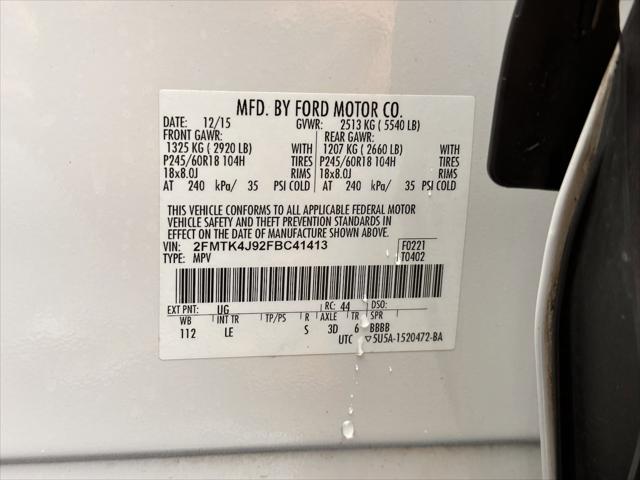 MFD. BY FORD MOTOR CO.
DATE: 12/15 GVWR: 2513 KG ( 5540 LB)
FRONT GAWR: REAR GAWR:
1325 KG ( 2920 LB) WITH 1207 KG ( 2660 LB) WITH
P245/60R18 104H TIRES P245/60R18 104H TIRES
18x8.0J RIMS 18x8.0J RIMS
AT 240 kPa/ 35 PSI COLD AT 240 kPa/ 35 PSI COLD
THIS VEHICLE CONFORMS TO ALL APPLICABLE FEDERAL MOTOR
VEHICLE SAFETY AND THEFT PREVENTION STANDARDS IN
EFFECT ON THE DATE OF MANUFACTURE SHOWN ABOVE.
VIN: 2FMTK4J92FBC41413 F0221
TYPE: MPV T0402
EXT PNT: UG RC: 44 DSO:
WB INT TR TP/PS R AXLE TR SPR
112 LE S 3D 6 BBBB
UTC ▽5U5A-1520472-BA